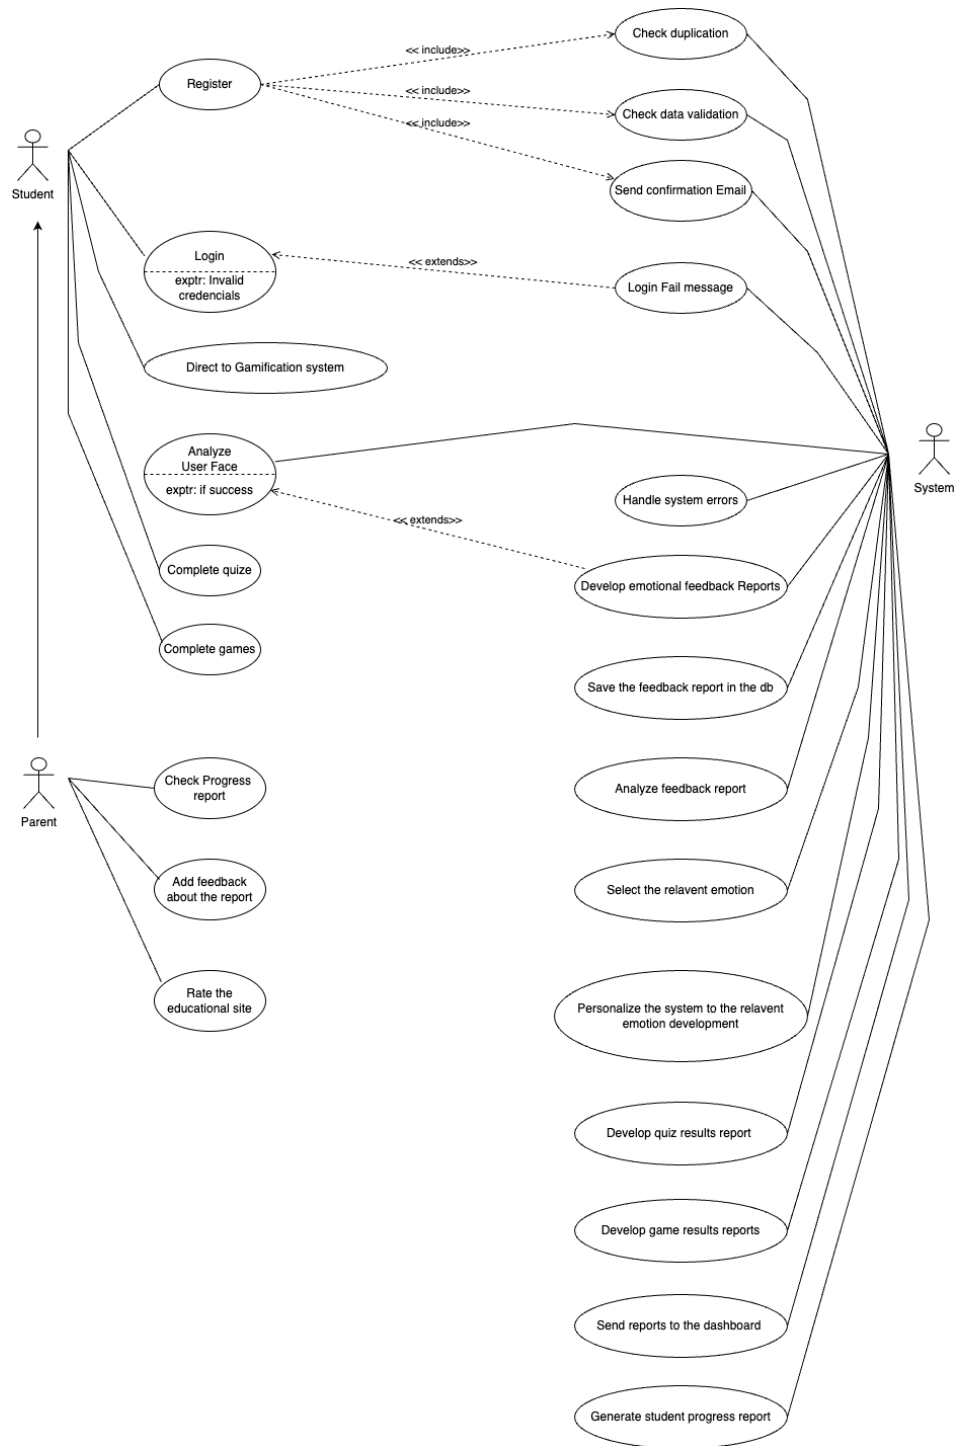 Check duplication
<< include>>
Register
<< include>>
Check data validation
<< include>>
Student
Send confirmation Email
Login
<< extends>>
exptr: Invalid
credencials
Login Fail message
Direct to Gamification system
Analyze
User Face
exptr: if success
System
Handle system errors
<< extends>>
Complete quize
Develop emotional feedback Reports
Complete games
Save the feedback report in the db
Parent
Check Progress
report
Analyze feedback report
Add feedback
about the report
Select the relavent emotion
Rate the
educational site
Personalize the system to the relavent
emotion development
Develop quiz results report
Develop game results reports
Send reports to the dashboard
Generate student progress report